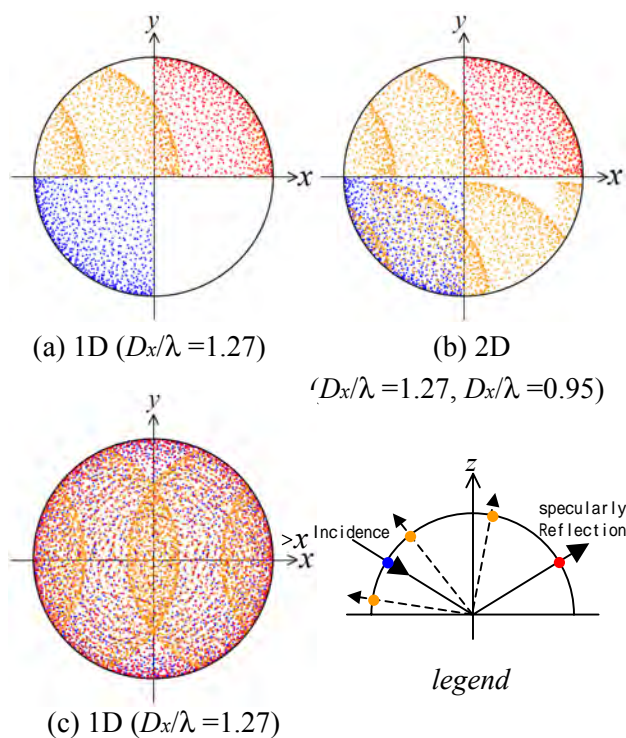 y
y
x
x
(a) 1D (Dx/λ =1.27)
(b) 2D
(Dx/λ =1.27, Dx/λ =0.95)
y
z
specularly
Reflection
>x
Incidence
x
legend
(c) 1D (Dx/λ =1.27)